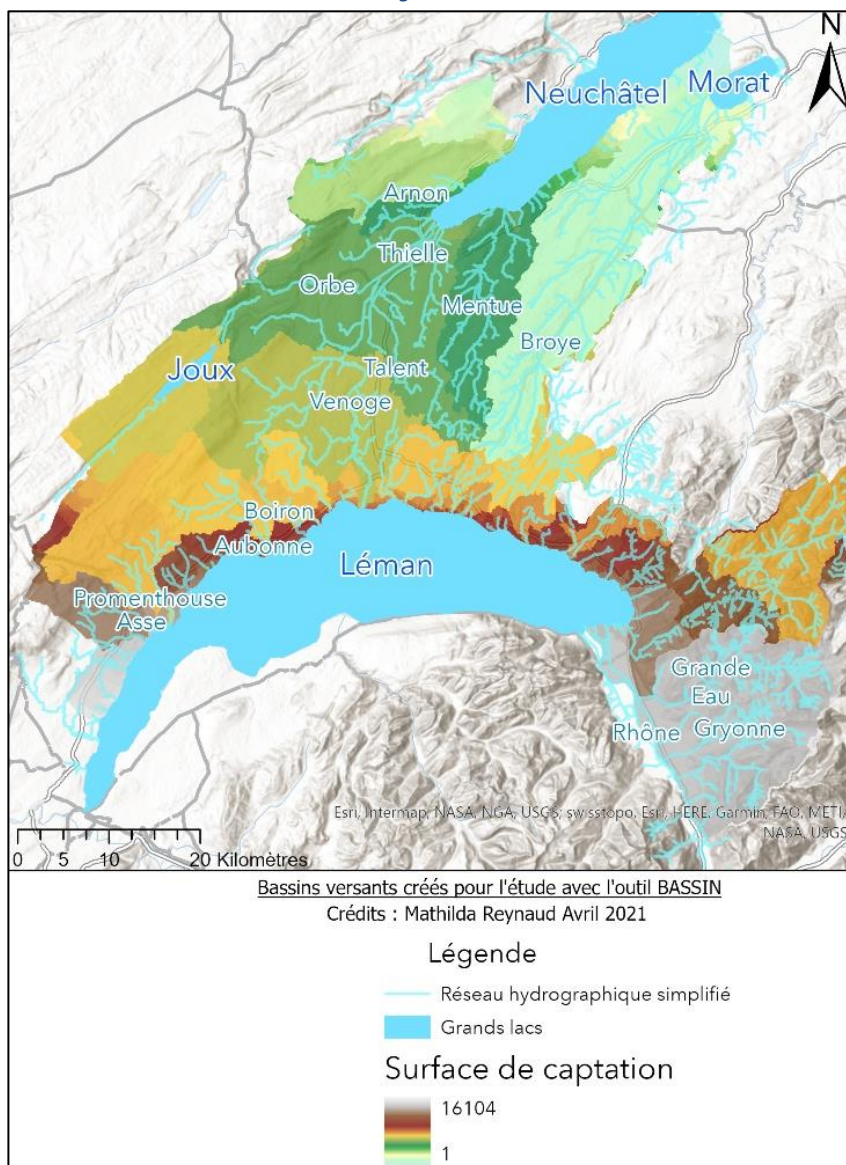 N
Neuchâtel
Morat
Arnon
Thielle
Orbe
Mentue
Broye
Joux
Talent
Venoge
Boiron
Aubonne
Léman
Promenthouse
Asse
Grande
Eau
Rhône
Gryonne
Esri, Intermap, NASA, NGA, USGS; swisstopo, Esri, HERE, Garmin, FAO, METI/
NASA, USGS
0 5 10 20 Kilomètres
Bassins versants créés pour l'étude avec l'outil BASSIN
Crédits : Mathilda Reynaud Avril 2021
Légende
Réseau hydrographique simplifié
Grands lacs
Surface de captation
16104
1